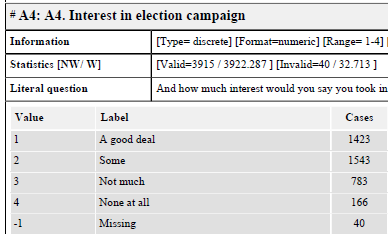 # A4: A4. Interest in election campaign
Information [Type= discrete] [Format=numeric] [Range= 1-4]
Statistics [NW/ W] [Valid=3915 / 3922.287 ] [Invalid=40 / 32.713 ]
Literal question And how much interest would you say you took in
Value Label Cases
1 A good deal 1423
2 Some 1543
3 Not much 783
4 None at all 166
-1 Missing 40